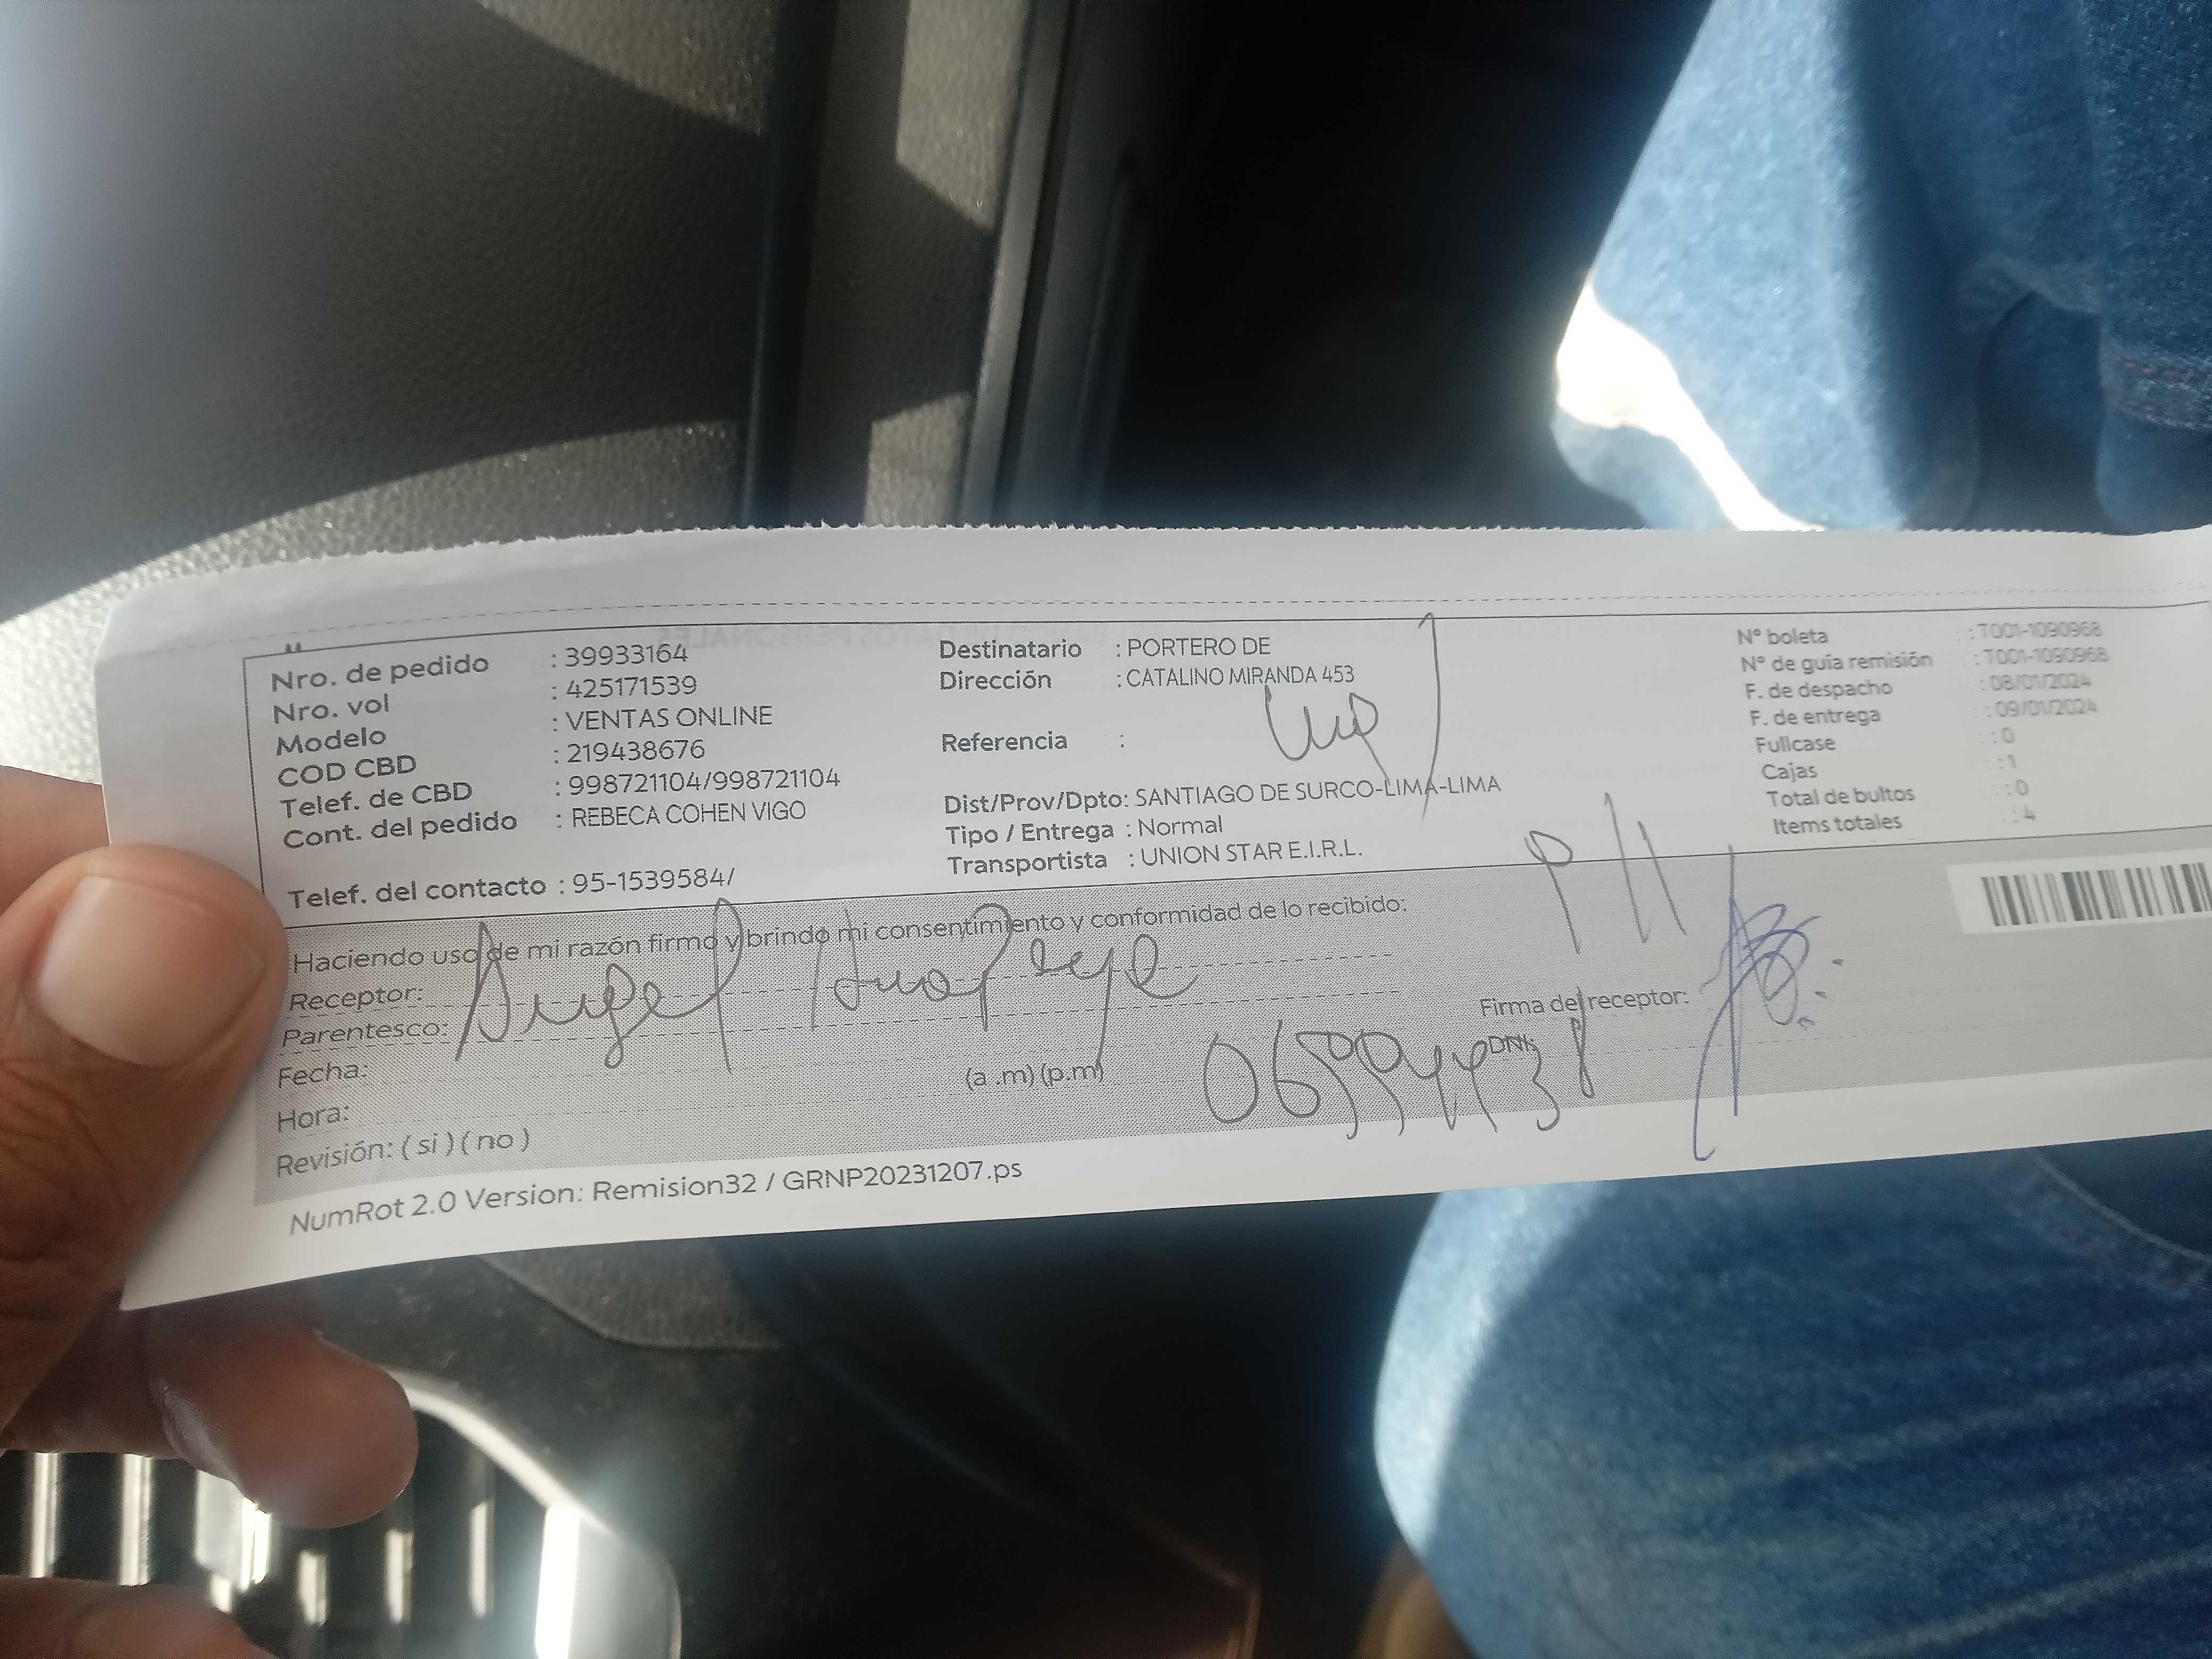 Nro. de pedido : 39933164
Nro. vol : 425171539
Modelo : VENTAS ONLINE
COD CBD : 219438676
Telef. de CBD : 998721104/998721104
Cont. del pedido : REBECA COHEN VIGO
Telef. del contacto : 95-1539584/
Destinatario : PORTERO DE
Dirección : CATALINO MIRANDA 453
Referencia :
Dist/Prov/Dpto: SANTIAGO DE SURCO-LIMA-LIMA
Tipo / Entrega : Normal
Transportista : UNION STAR E.I.R.L.
N° boleta : T001-1090968
N° de guía remisión : T001-1090968
F. de despacho : 08/01/2024
F. de entrega : 09/01/2024
Fullcase : 0
Cajas : 1
Total de bultos : 0
Items totales : 4
Haciendo uso de mi razón firmo y brindo mi consentimiento y conformidad de lo recibido:
Receptor: Angel
Parentesco:
Firma del receptor:
Fecha:
DNI:
Hora: (a .m) (p.m)
Revisión: ( si ) ( no )
NumRot 2.0 Version: Remision32 / GRNP20231207.ps